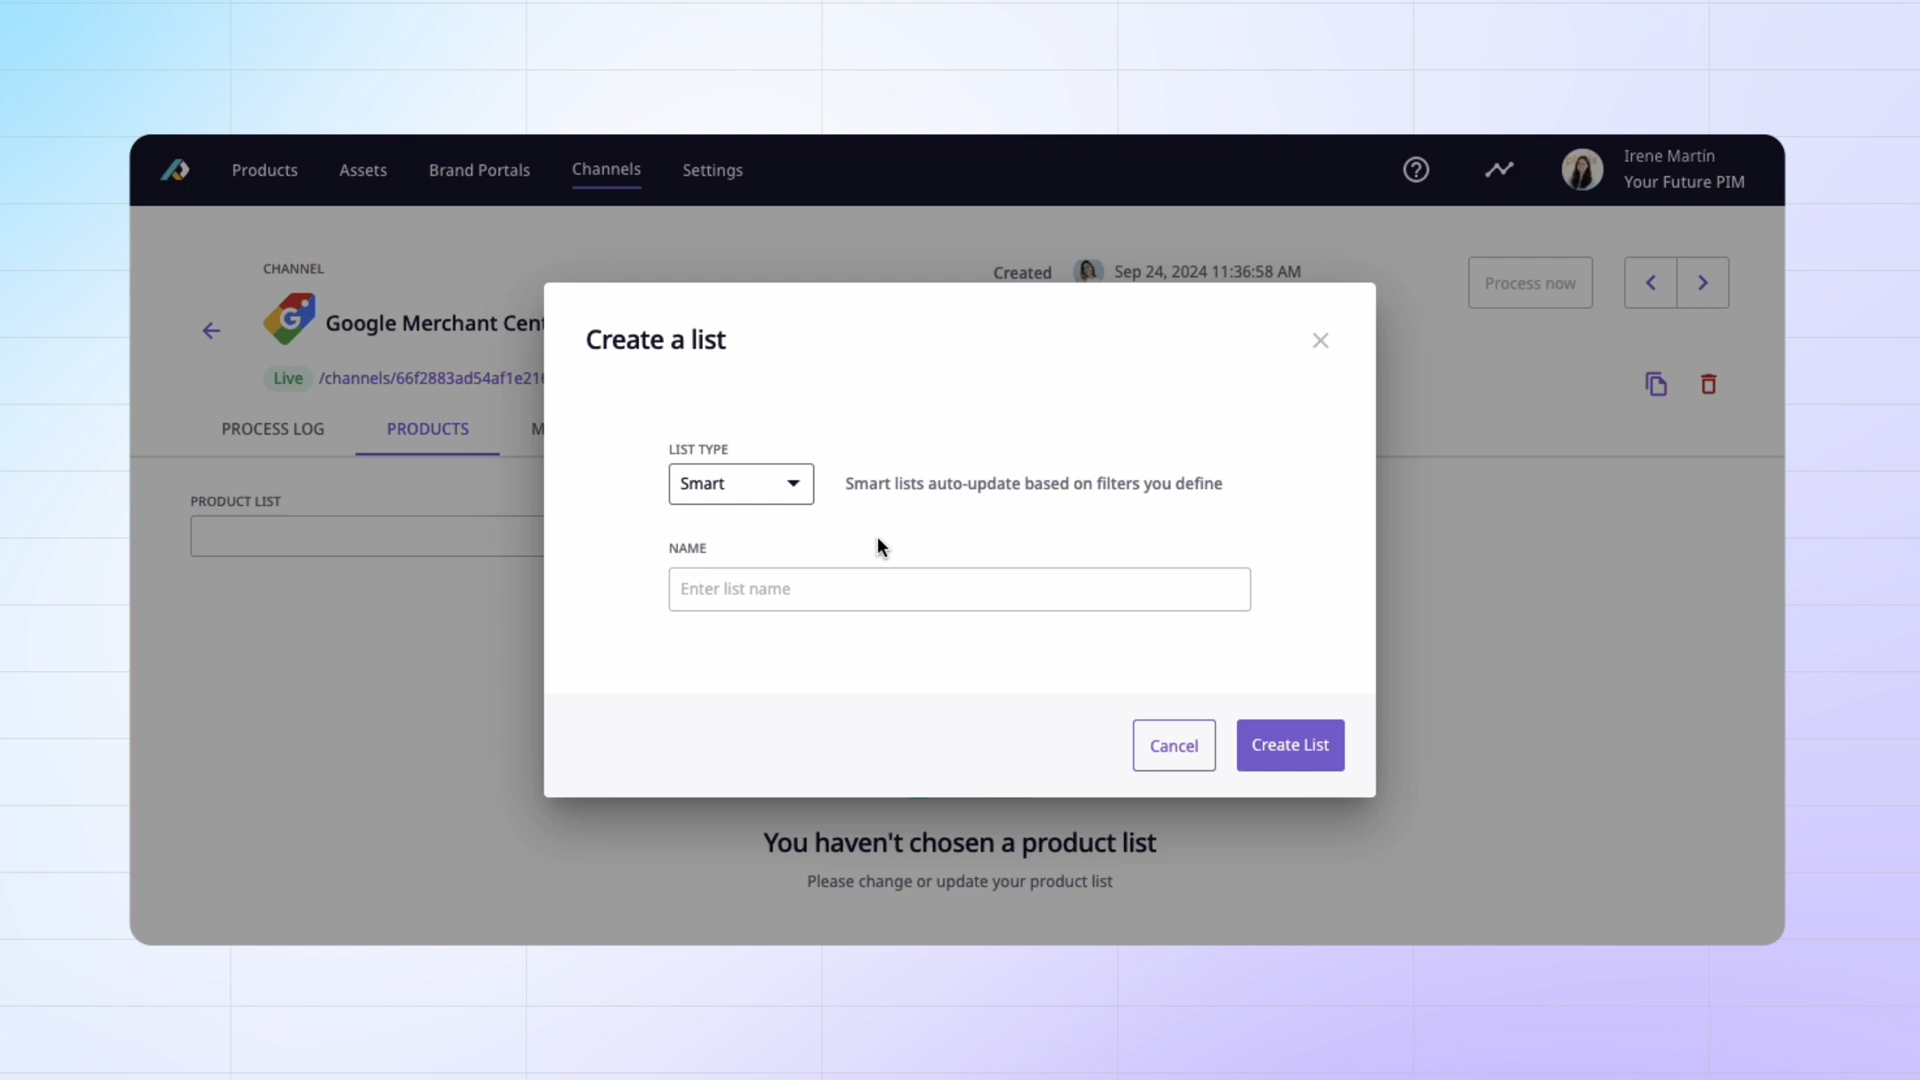 Products
Assets
Brand Portals
Channels
Settings
Irene Martín
Your Future PIM
CHANNEL
Created
Sep 24, 2024 11:36:58 AM
Process now
Google Merchant Cent
Live
/channels/66f2883ad54af1e216
PROCESS LOG
PRODUCTS
M
PRODUCT LIST
Create a list
LIST TYPE
Smart
Smart lists auto-update based on filters you define
NAME
Enter list name
Cancel
Create List
You haven't chosen a product list
Please change or update your product list